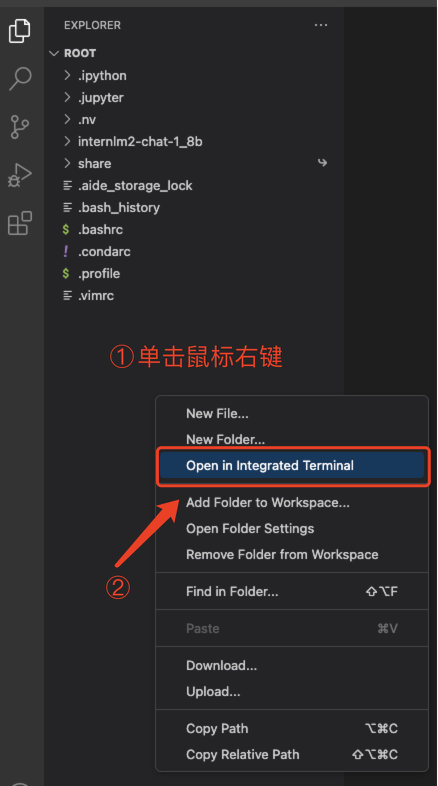 EXPLORER
ROOT
.ipython
.jupyter
.nv
internlm2-chat-1_8b
share
.aide_storage_lock
.bash_history
$ .bashrc
! .condarc
$ .profile
.vimrc
①单击鼠标右键
New File...
New Folder...
Open in Integrated Terminal
Add Folder to Workspace...
Open Folder Settings
Remove Folder from Workspace
②
Find in Folder... ⇧⌥F
Paste ⌘V
Download...
Upload...
Copy Path ⌥⌘C
Copy Relative Path ⇧⌥⌘C